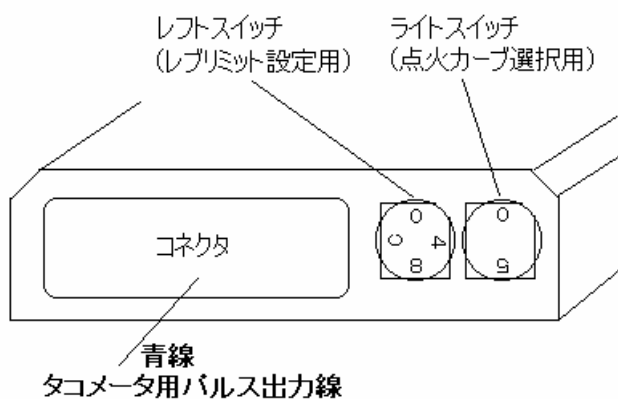 レフトスイッチ
(レブリミット設定用)
ライトスイッチ
(点火カーブ選択用)
コネクタ
0
4
8
C
0
5
青線
タコメータ用パルス出力線